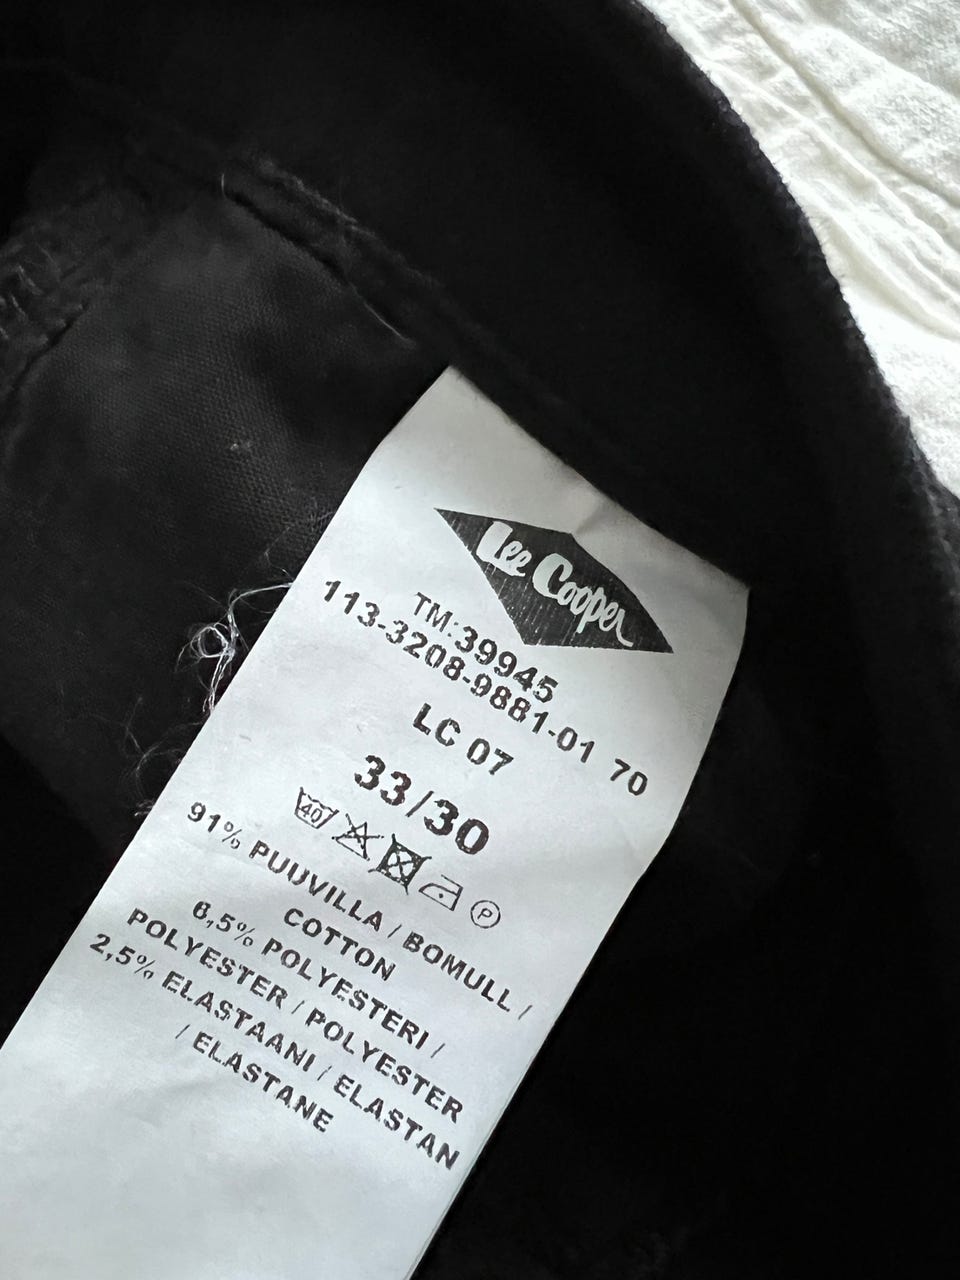 Lee Cooper
TM:39945
113-3208-9881-01 70
LC 07
33/30
40 P
91% PUUVILLA / BOMULL /
COTTON
6,5% POLYESTERI /
POLYESTER / POLYESTER
2,5% ELASTAANI / ELASTAN
/ ELASTANE